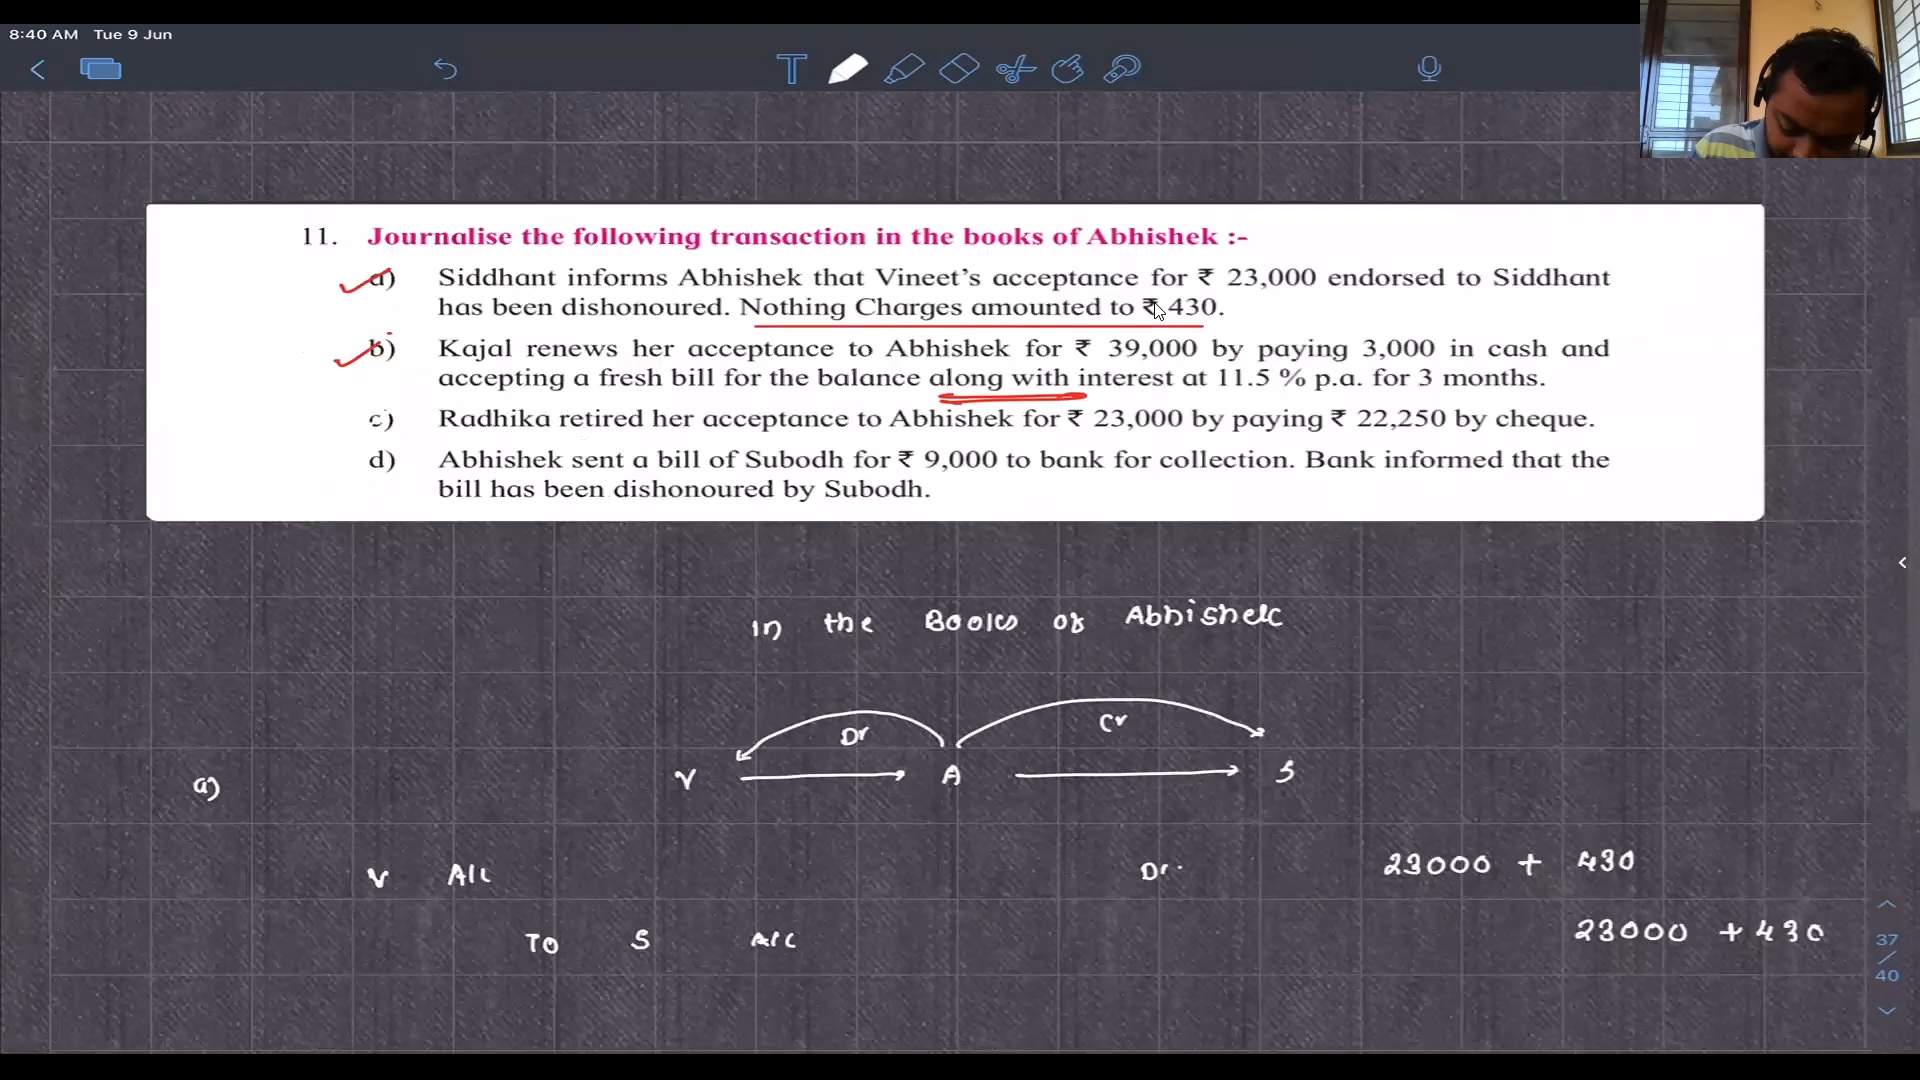 8:40 AM Tue 9 Jun
11. Journalise the following transaction in the books of Abhishek :-
a) Siddhant informs Abhishek that Vineet's acceptance for ₹ 23,000 endorsed to Siddhant
has been dishonoured. Nothing Charges amounted to ₹ 430.
b) Kajal renews her acceptance to Abhishek for ₹ 39,000 by paying 3,000 in cash and
accepting a fresh bill for the balance along with interest at 11.5 % p.a. for 3 months.
c) Radhika retired her acceptance to Abhishek for ₹ 23,000 by paying ₹ 22,250 by cheque.
d) Abhishek sent a bill of Subodh for ₹ 9,000 to bank for collection. Bank informed that the
bill has been dishonoured by Subodh.
In the Books of Abhishek
Dr Cr
a) V A S
V A/c Dr. 23000 + 430
TO S A/c 23000 + 430
37
/
40